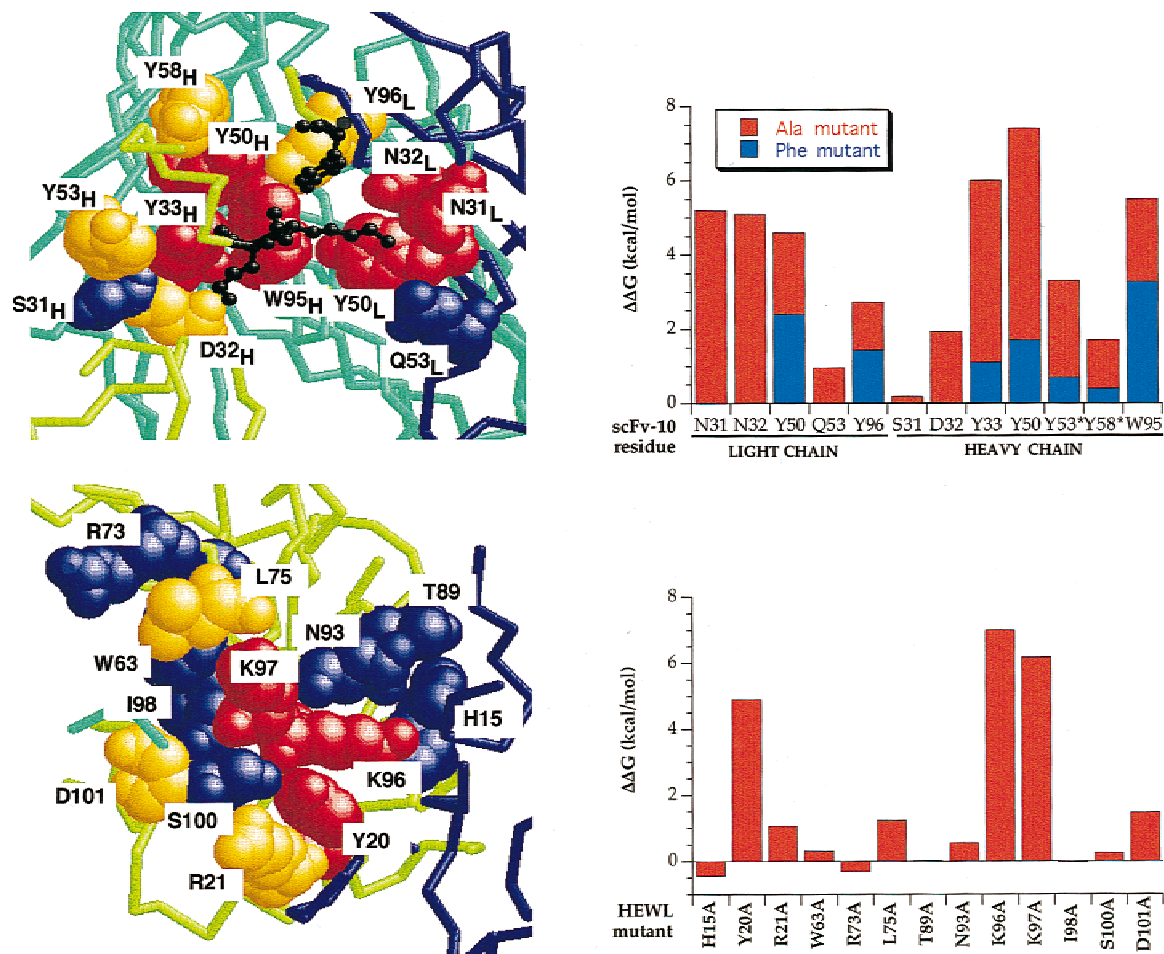 Y58H
Y96L
Y50H
N32L
Y53H
Y33H
N31L
S31H
W95H
Y50L
D32H
Q53L
8
6
4
2
0
ΔΔG (kcal/mol)
Ala mutant
Phe mutant
scFv-10 residue
N31 N32 Y50 Q53 Y96 S31 D32 Y33 Y50 Y53* Y58* W95
LIGHT CHAIN
HEAVY CHAIN
R73
L75
T89
N93
W63
K97
I98
H15
K96
D101
S100
Y20
R21
8
6
4
2
0
ΔΔG (kcal/mol)
HEWL mutant
H15A Y20A R21A W63A R73A L75A T89A N93A K96A K97A I98A S100A D101A